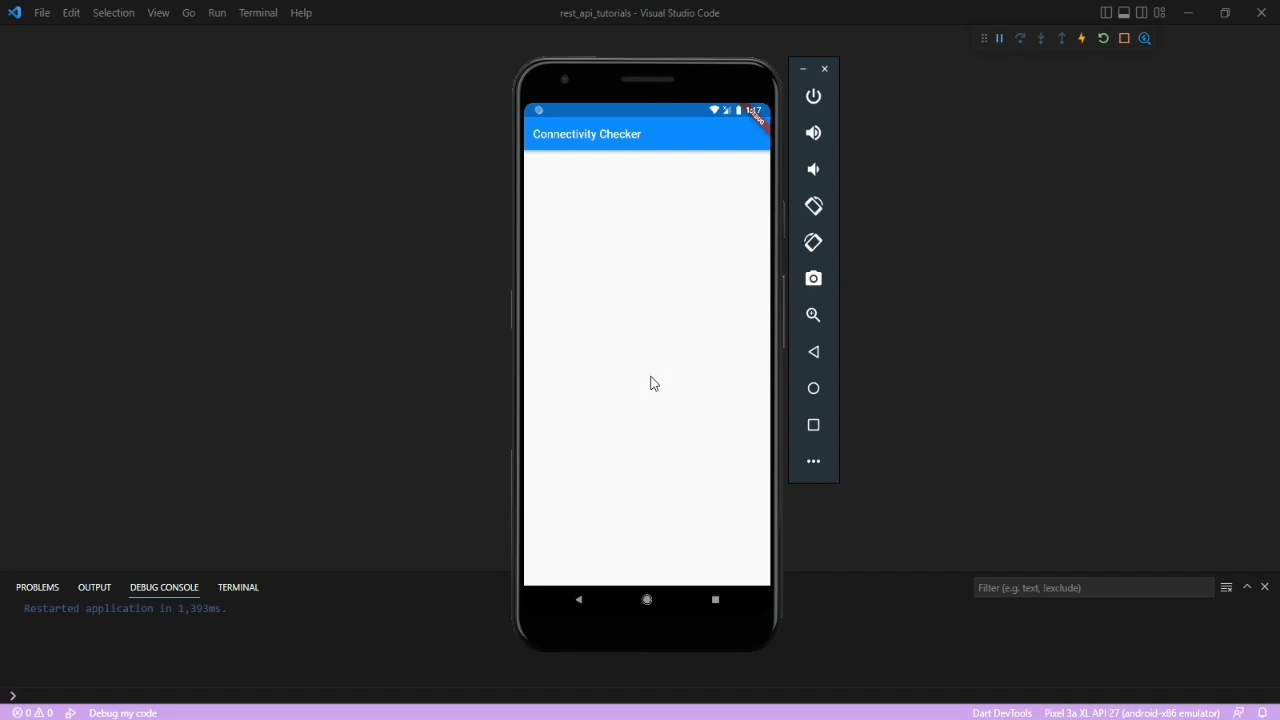 File Edit Selection View Go Run Terminal Help
rest_api_tutorials - Visual Studio Code
1:17
Connectivity Checker
PROBLEMS OUTPUT DEBUG CONSOLE TERMINAL
Filter (e.g. text, !exclude)
Restarted application in 1,393ms.
0 0 Debug my code
Dart DevTools Pixel 3a XL API 27 (android-x86 emulator)